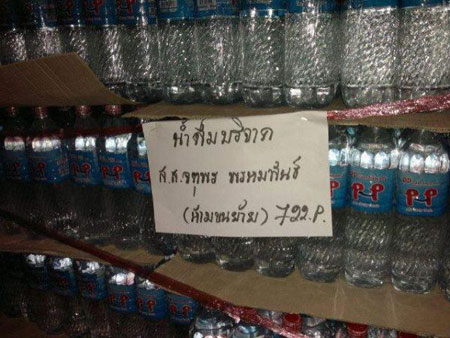 น้ำดื่มบริจาค
ส.ส.จตุพร พรหมพันธ์
(ห้ามขนย้าย) 722.P.
P-P
P-P
P-P
P-P
P-P